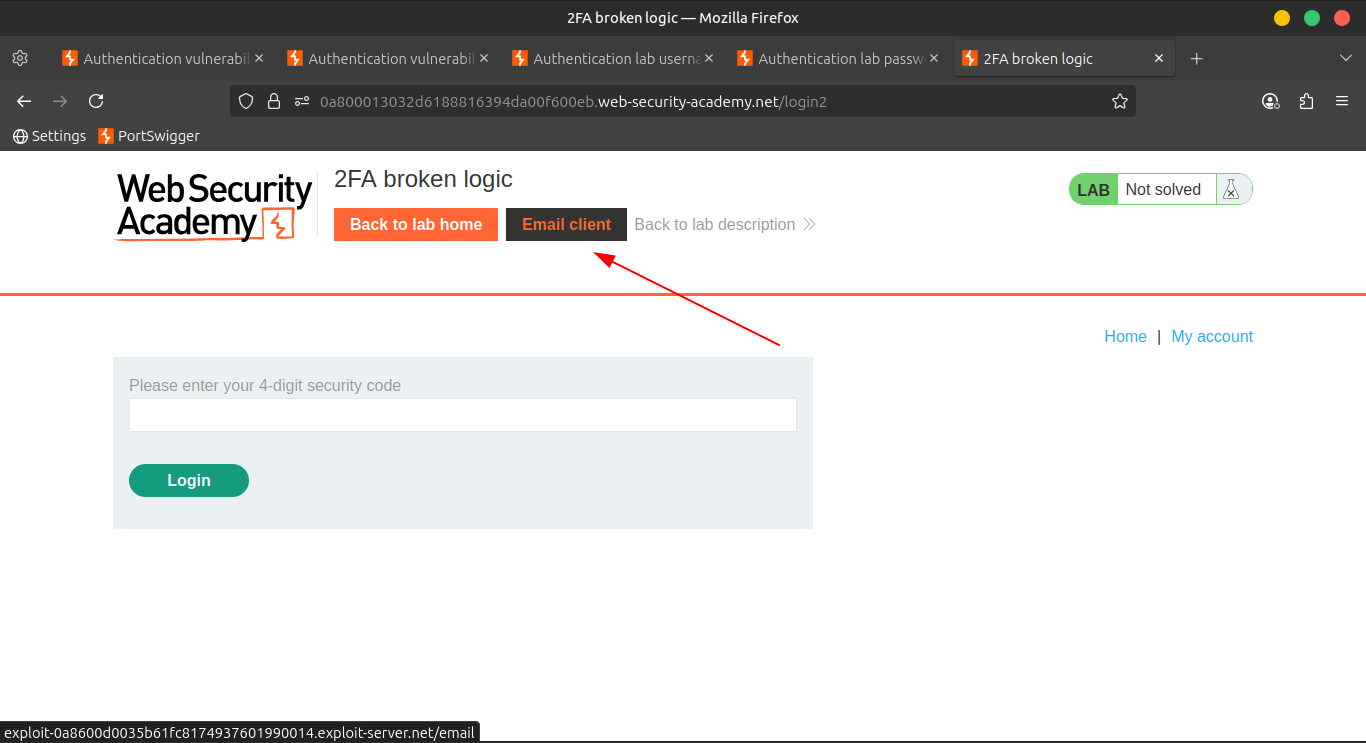 2FA broken logic — Mozilla Firefox
Authentication vulnerabil
Authentication vulnerabil
Authentication lab userna
Authentication lab passw
2FA broken logic
0a800013032d6188816394da00f600eb.web-security-academy.net/login2
Settings
PortSwigger
Web Security
Academy
2FA broken logic
LAB Not solved
Back to lab home
Email client
Back to lab description
Home | My account
Please enter your 4-digit security code
Login
exploit-0a8600d0035b61fc8174937601990014.exploit-server.net/email